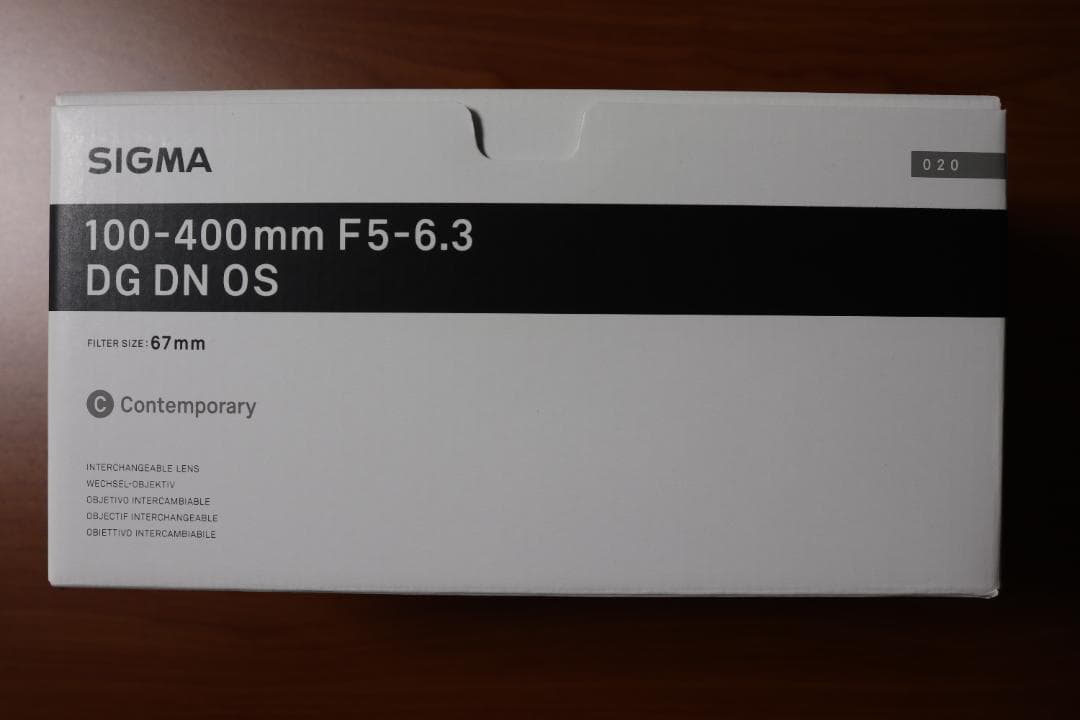 SIGMA
020
100-400mm F5-6.3
DG DN OS
FILTER SIZE: 67mm
C Contemporary
INTERCHANGEABLE LENS
WECHSEL-OBJEKTIV
OBJETIVO INTERCAMBIABLE
OBJECTIF INTERCHANGEABLE
OBIETTIVO INTERCAMBIABILE